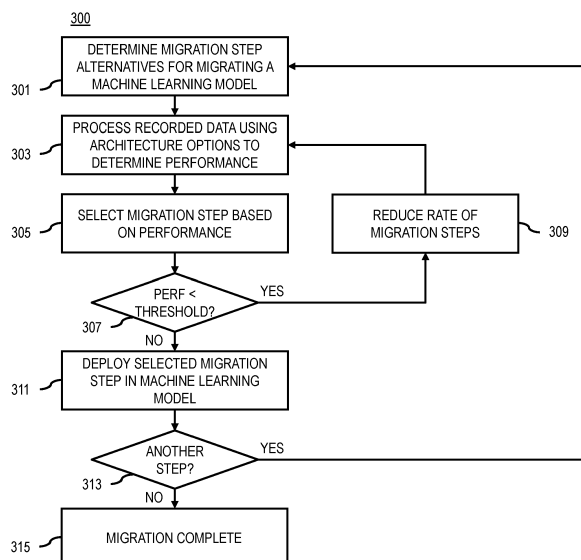 300
DETERMINE MIGRATION STEP
ALTERNATIVES FOR MIGRATING A
MACHINE LEARNING MODEL
301
PROCESS RECORDED DATA USING
ARCHITECTURE OPTIONS TO
DETERMINE PERFORMANCE
303
SELECT MIGRATION STEP BASED
ON PERFORMANCE
305
REDUCE RATE OF
MIGRATION STEPS
309
PERF <
THRESHOLD?
307
YES
NO
DEPLOY SELECTED MIGRATION
STEP IN MACHINE LEARNING
MODEL
311
ANOTHER
STEP?
313
YES
NO
MIGRATION COMPLETE
315